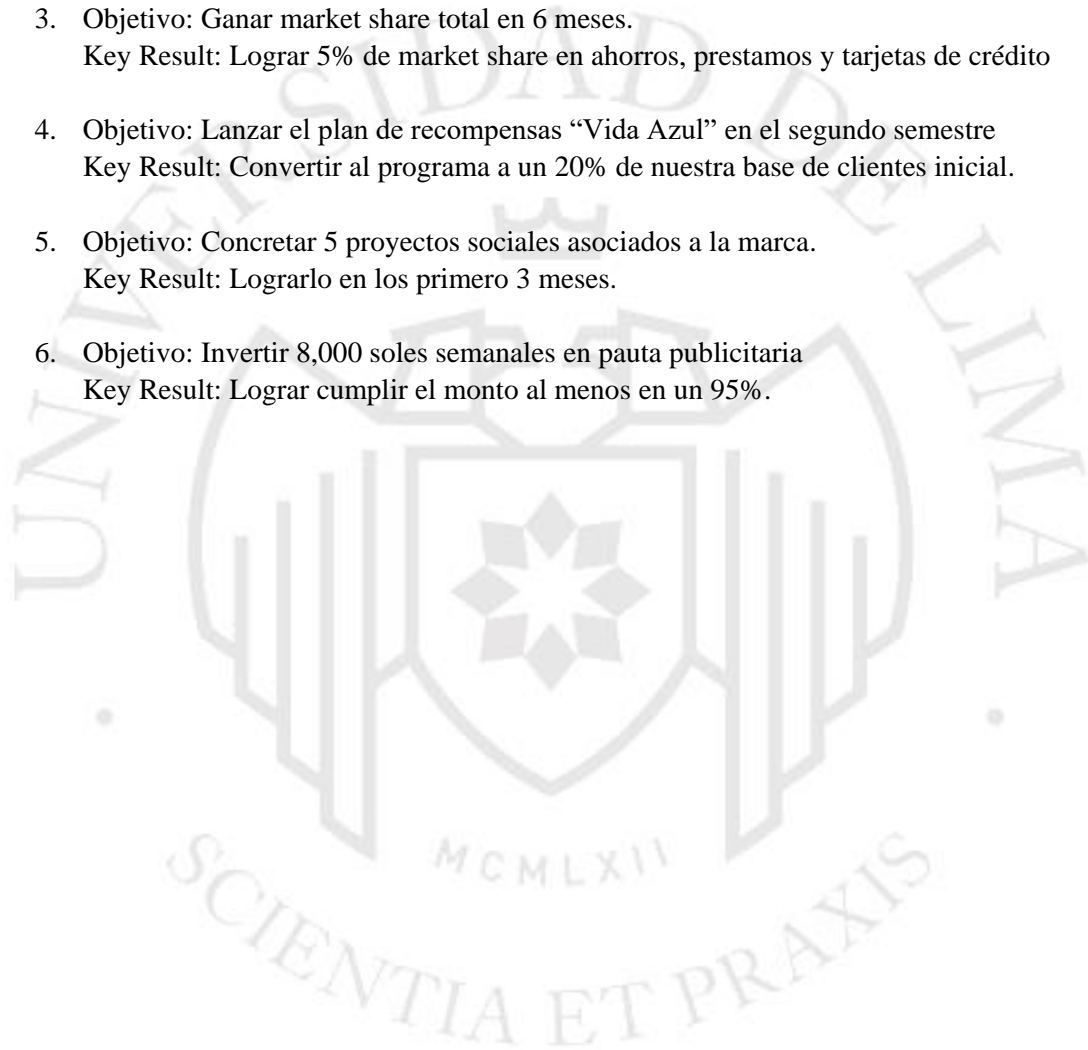 3. Objetivo: Ganar market share total en 6 meses.
Key Result: Lograr 5% de market share en ahorros, prestamos y tarjetas de crédito
4. Objetivo: Lanzar el plan de recompensas “Vida Azul” en el segundo semestre
Key Result: Convertir al programa a un 20% de nuestra base de clientes inicial.
5. Objetivo: Concretar 5 proyectos sociales asociados a la marca.
Key Result: Lograrlo en los primero 3 meses.
6. Objetivo: Invertir 8,000 soles semanales en pauta publicitaria
Key Result: Lograr cumplir el monto al menos en un 95%.
UNIVERSIDAD DE LIMA
MCMLXII
SCIENTIA ET PRAXIS